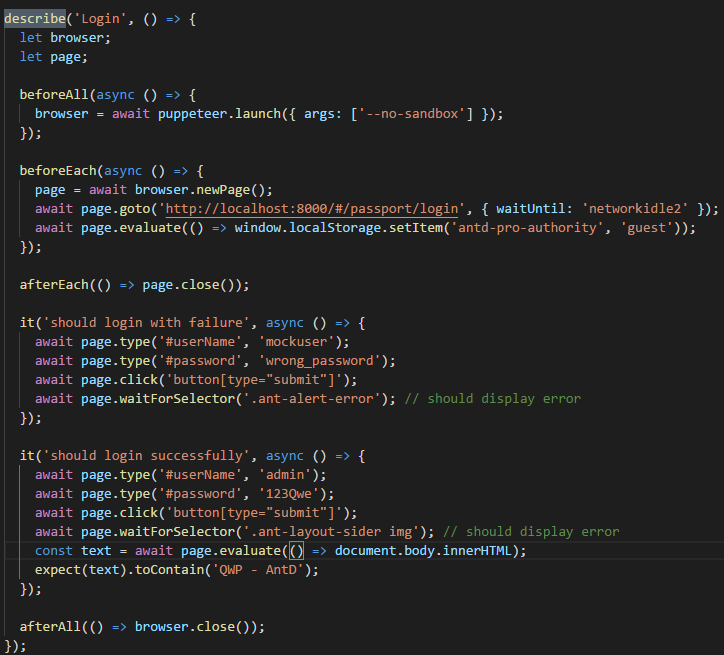 describe('Login', () => {
  let browser;
  let page;

  beforeAll(async () => {
    browser = await puppeteer.launch({ args: ['--no-sandbox'] });
  });

  beforeEach(async () => {
    page = await browser.newPage();
    await page.goto('http://localhost:8000/#/passport/login', { waitUntil: 'networkidle2' });
    await page.evaluate(() => window.localStorage.setItem('antd-pro-authority', 'guest'));
  });

  afterEach(() => page.close());

  it('should login with failure', async () => {
    await page.type('#userName', 'mockuser');
    await page.type('#password', 'wrong_password');
    await page.click('button[type="submit"]');
    await page.waitForSelector('.ant-alert-error'); // should display error
  });

  it('should login successfully', async () => {
    await page.type('#userName', 'admin');
    await page.type('#password', '123Qwe');
    await page.click('button[type="submit"]');
    await page.waitForSelector('.ant-layout-sider img'); // should display error
    const text = await page.evaluate(() => document.body.innerHTML);
    expect(text).toContain('QWP - AntD');
  });

  afterAll(() => browser.close());
});